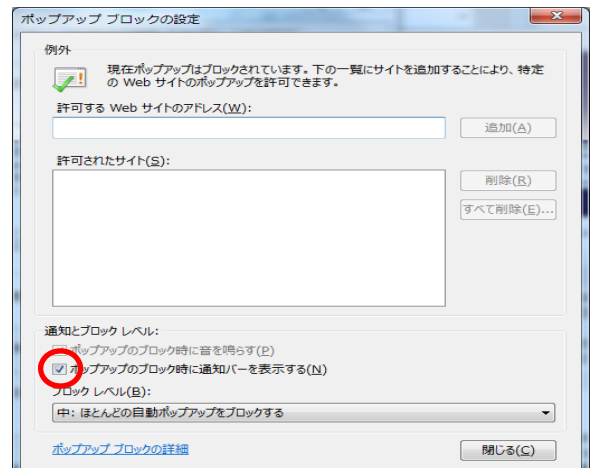 ポップアップ ブロックの設定
例外
現在ポップアップはブロックされています。下の一覧にサイトを追加することにより、特定
の Web サイトのポップアップを許可できます。
許可する Web サイトのアドレス(W):
追加(A)
許可されたサイト(S):
削除(R)
すべて削除(E)...
通知とブロック レベル:
ポップアップのブロック時に音を鳴らす(P)
ポップアップのブロック時に通知バーを表示する(N)
ブロック レベル(B):
中: ほとんどの自動ポップアップをブロックする
ポップアップ ブロックの詳細
閉じる(C)